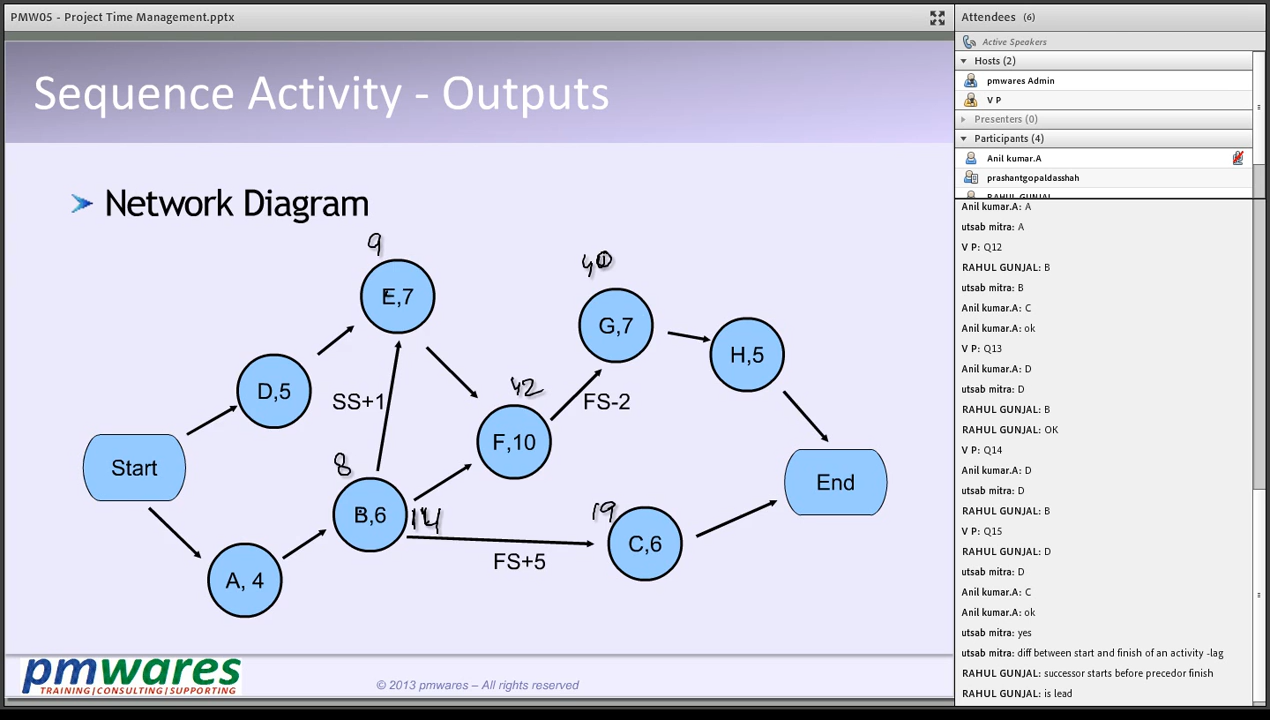 PMW05 - Project Time Management.pptx
Sequence Activity - Outputs
Network Diagram
9
E,7
40
G,7
H,5
D,5
SS+1
42
FS-2
F,10
Start
8
End
B,6
14
19
C,6
FS+5
A, 4
pmwares
TRAINING|CONSULTING|SUPPORTING
© 2013 pmwares – All rights reserved
Attendees (6)
Active Speakers
Hosts (2)
pmwares Admin
V P
Presenters (0)
Participants (4)
Anil kumar.A
prashantgopaldasshah
RAHUL GUNJAL
Anil kumar.A: A
utsab mitra: A
V P: Q12
RAHUL GUNJAL: B
utsab mitra: B
Anil kumar.A: C
Anil kumar.A: ok
V P: Q13
Anil kumar.A: D
utsab mitra: D
RAHUL GUNJAL: B
RAHUL GUNJAL: OK
V P: Q14
Anil kumar.A: D
utsab mitra: D
RAHUL GUNJAL: B
V P: Q15
RAHUL GUNJAL: D
utsab mitra: D
Anil kumar.A: C
Anil kumar.A: ok
utsab mitra: yes
utsab mitra: diff between start and finish of an activity -lag
RAHUL GUNJAL: successor starts before precedor finish
RAHUL GUNJAL: is lead